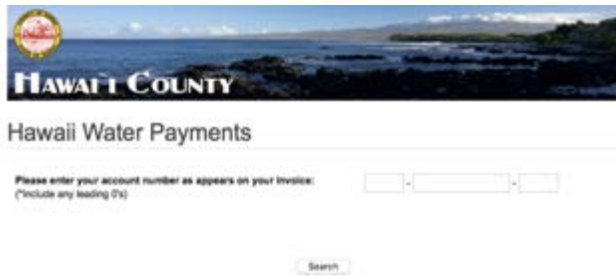 HAWAI`I COUNTY
Hawaii Water Payments
Please enter your account number as appears on your invoice:
(*Include any leading 0's)
- -
Search